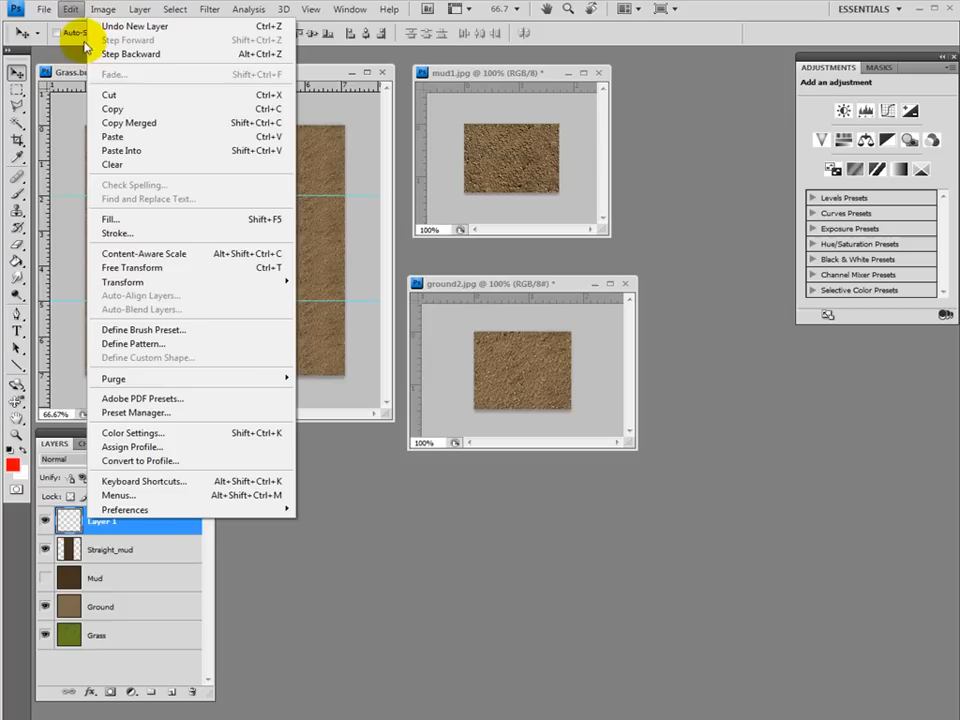 Ps File Edit Image Layer Select Filter Analysis 3D View Window Help Br 66.7 ESSENTIALS
Auto-S
Undo New Layer Ctrl+Z
Step Forward Shift+Ctrl+Z
Step Backward Alt+Ctrl+Z
Fade... Shift+Ctrl+F
Cut Ctrl+X
Copy Ctrl+C
Copy Merged Shift+Ctrl+C
Paste Ctrl+V
Paste Into Shift+Ctrl+V
Clear
Check Spelling...
Find and Replace Text...
Fill... Shift+F5
Stroke...
Content-Aware Scale Alt+Shift+Ctrl+C
Free Transform Ctrl+T
Transform
Auto-Align Layers...
Auto-Blend Layers...
Define Brush Preset...
Define Pattern...
Define Custom Shape...
Purge
Adobe PDF Presets...
Preset Manager...
Color Settings... Shift+Ctrl+K
Assign Profile...
Convert to Profile...
Keyboard Shortcuts... Alt+Shift+Ctrl+K
Menus... Alt+Shift+Ctrl+M
Preferences
66.67%
mud1.jpg @ 100% (RGB/8) *
100%
ground2.jpg @ 100% (RGB/8#) *
100%
ADJUSTMENTS MASKS
Add an adjustment
Levels Presets
Curves Presets
Exposure Presets
Hue/Saturation Presets
Black & White Presets
Channel Mixer Presets
Selective Color Presets
LAYERS
Normal
Unify:
Lock:
Layer 1
Straight_mud
Mud
Ground
Grass
fx